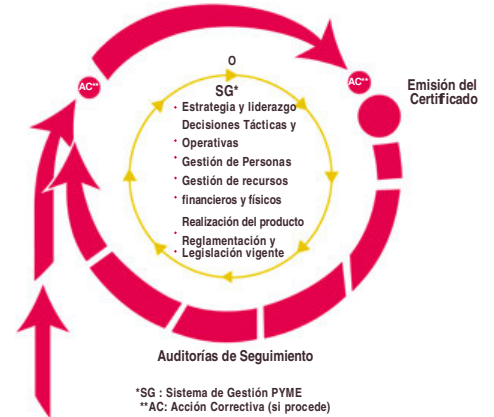 O
SG*
AC**
AC**
Emisión del
Certificado
· Estrategia y liderazgo
Decisiones Tácticas y
· Operativas
· Gestión de Personas
· Gestión de recursos
· financieros y físicos
Realización del producto
· Reglamentación y
· Legislación vigente
Auditorías de Seguimiento
*SG : Sistema de Gestión PYME
**AC: Acción Correctiva (si procede)